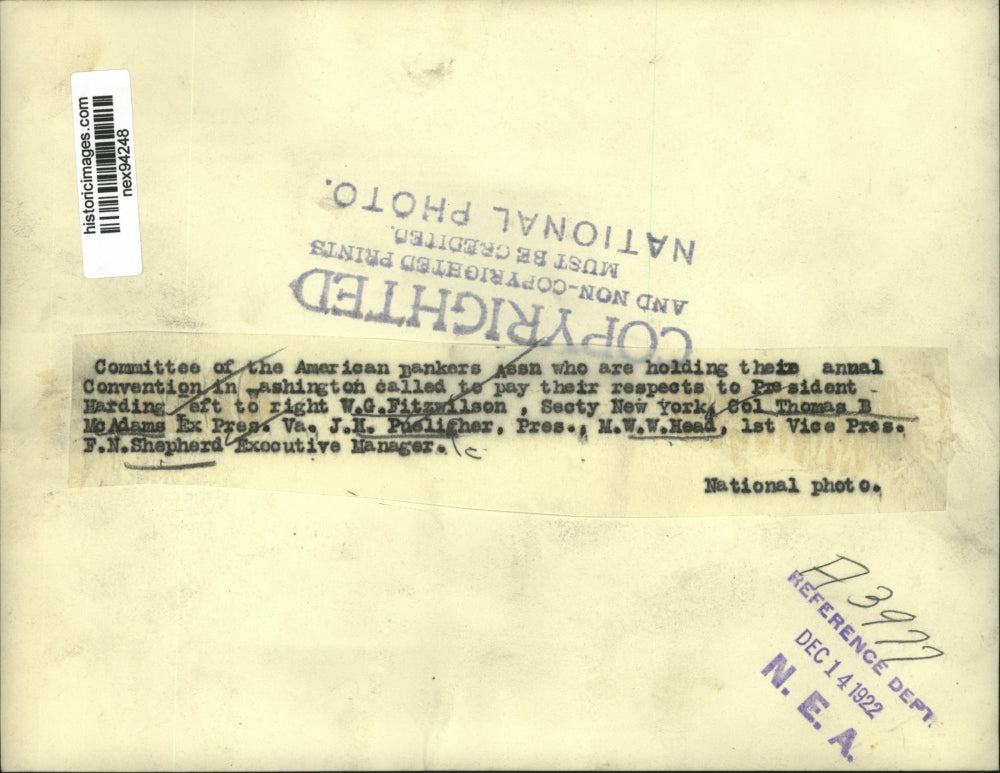 historicimages.com
nex94248
COPYRIGHTED
AND NON-COPYRIGHTED PRINTS
MUST BE CREDITED.
NATIONAL PHOTO.
Committee of the American Bankers Assn who are holding their annal
Convention in Washington called to pay their respects to President
Harding Left to right W.G.Fitzwilson , Secty New York, Col Thomas B
McAdams Ex Pres. Va. J.H. Pueligher, Pres., M.W.W.Head, 1st Vice Pres.
F.N.Shepherd Executive Manager.
c
National photo.
A3977
REFERENCE DEPT.
DEC 14 1922
N. E. A.